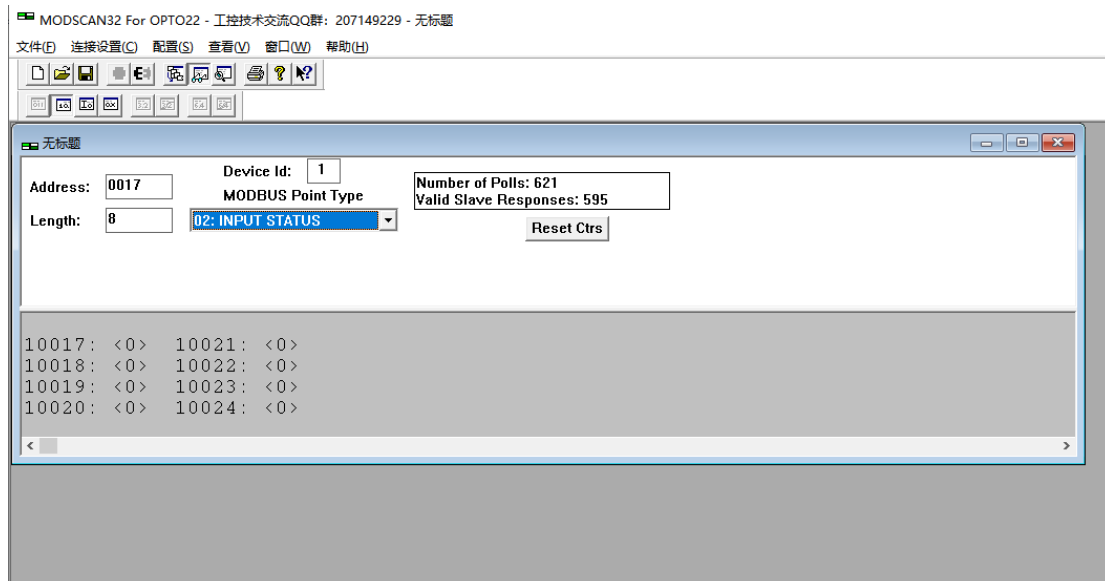 MODSCAN32 For OPTO22 - 工控技术交流QQ群：207149229 - 无标题
文件(F) 连接设置(C) 配置(S) 查看(V) 窗口(W) 帮助(H)
无标题
Device Id: 1
Address: 0017
MODBUS Point Type
Length: 8
02: INPUT STATUS
Number of Polls: 621
Valid Slave Responses: 595
Reset Ctrs
10017: <0> 10021: <0>
10018: <0> 10022: <0>
10019: <0> 10023: <0>
10020: <0> 10024: <0>